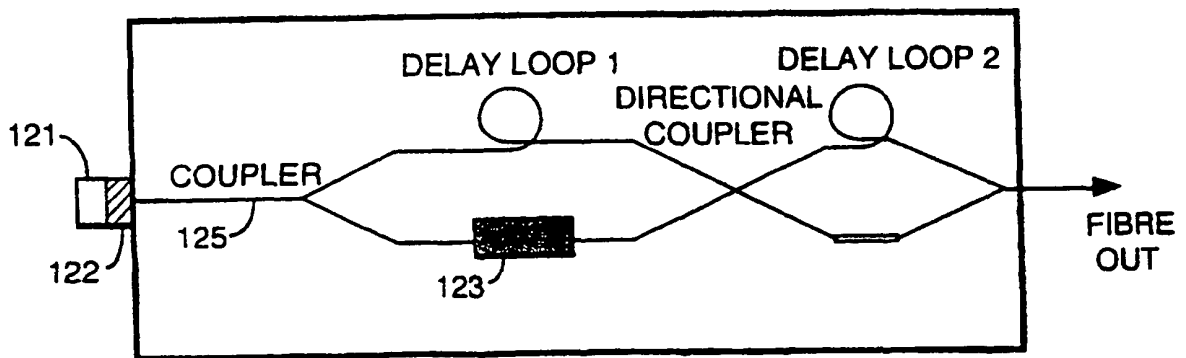 DELAY LOOP 1
DELAY LOOP 2
DIRECTIONAL
COUPLER
121
COUPLER
125
122
123
FIBRE
OUT